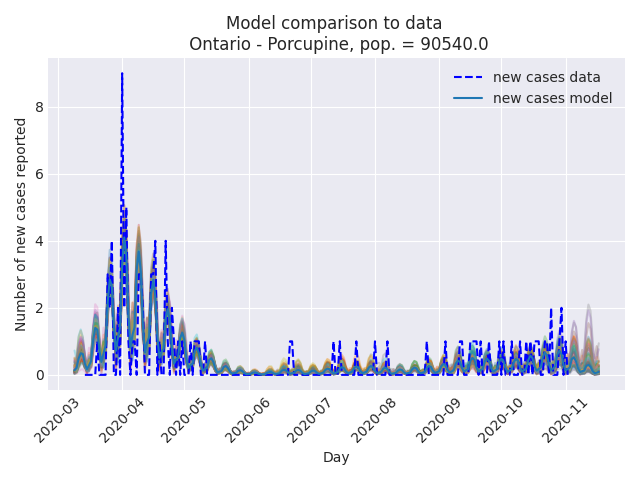 Model comparison to data
Ontario - Porcupine, pop. = 90540.0
new cases data
new cases model
Number of new cases reported
8
6
4
2
0
2020-03
2020-04
2020-05
2020-06
2020-07
2020-08
2020-09
2020-10
2020-11
Day